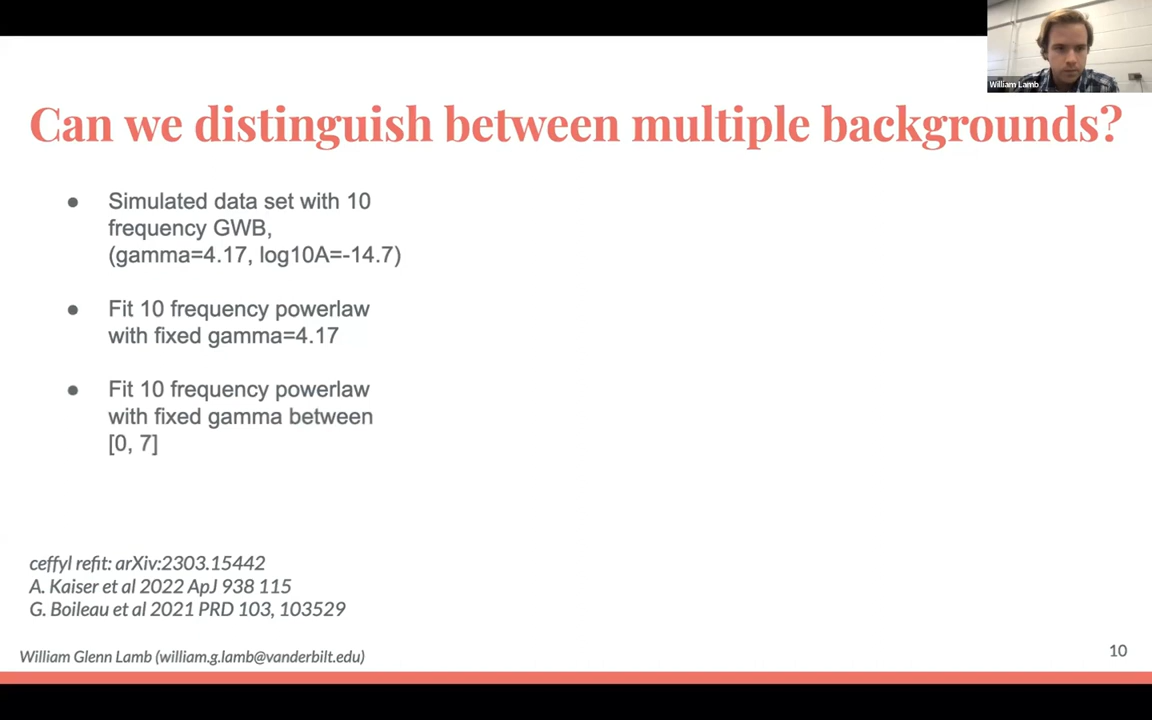 William Lamb
Can we distinguish between multiple backgrounds?
● Simulated data set with 10
frequency GWB,
(gamma=4.17, log10A=-14.7)
● Fit 10 frequency powerlaw
with fixed gamma=4.17
● Fit 10 frequency powerlaw
with fixed gamma between
[0, 7]
ceffyl refit: arXiv:2303.15442
A. Kaiser et al 2022 ApJ 938 115
G. Boileau et al 2021 PRD 103, 103529
William Glenn Lamb (william.g.lamb@vanderbilt.edu)
10